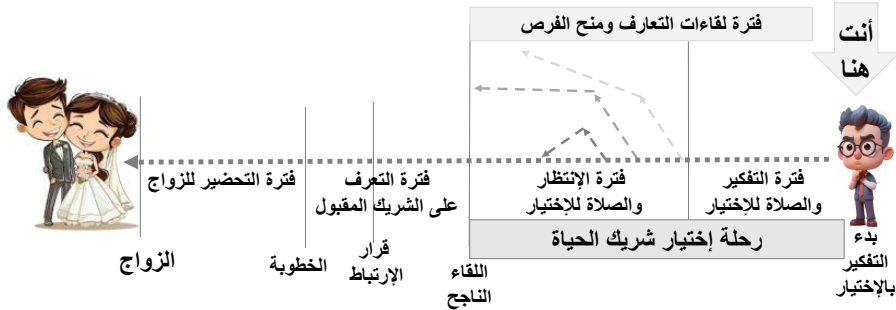 فترة لقاءات التعارف ومنح الفرص
أنت
هنا
فترة التفكير
والصلاة للإختيار
فترة الإنتظار
والصلاة للإختيار
فترة التعرف
على الشريك المقبول
فترة التحضير للزواج
رحلة إختيار شريك الحياة
بدء
التفكير
بالإختيار
اللقاء
الناجح
قرار
الإرتباط
الخطوبة
الزواج